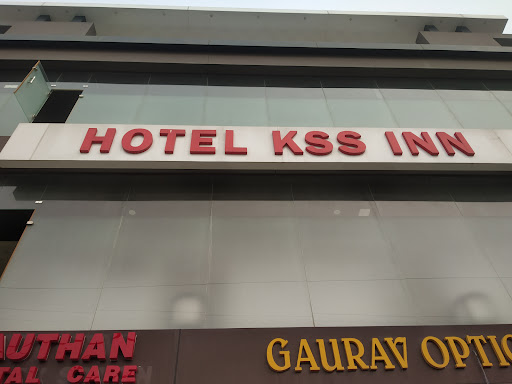 HOTEL KSS INN
AUTHAN
TAL CARE
GAURAV OPTIC